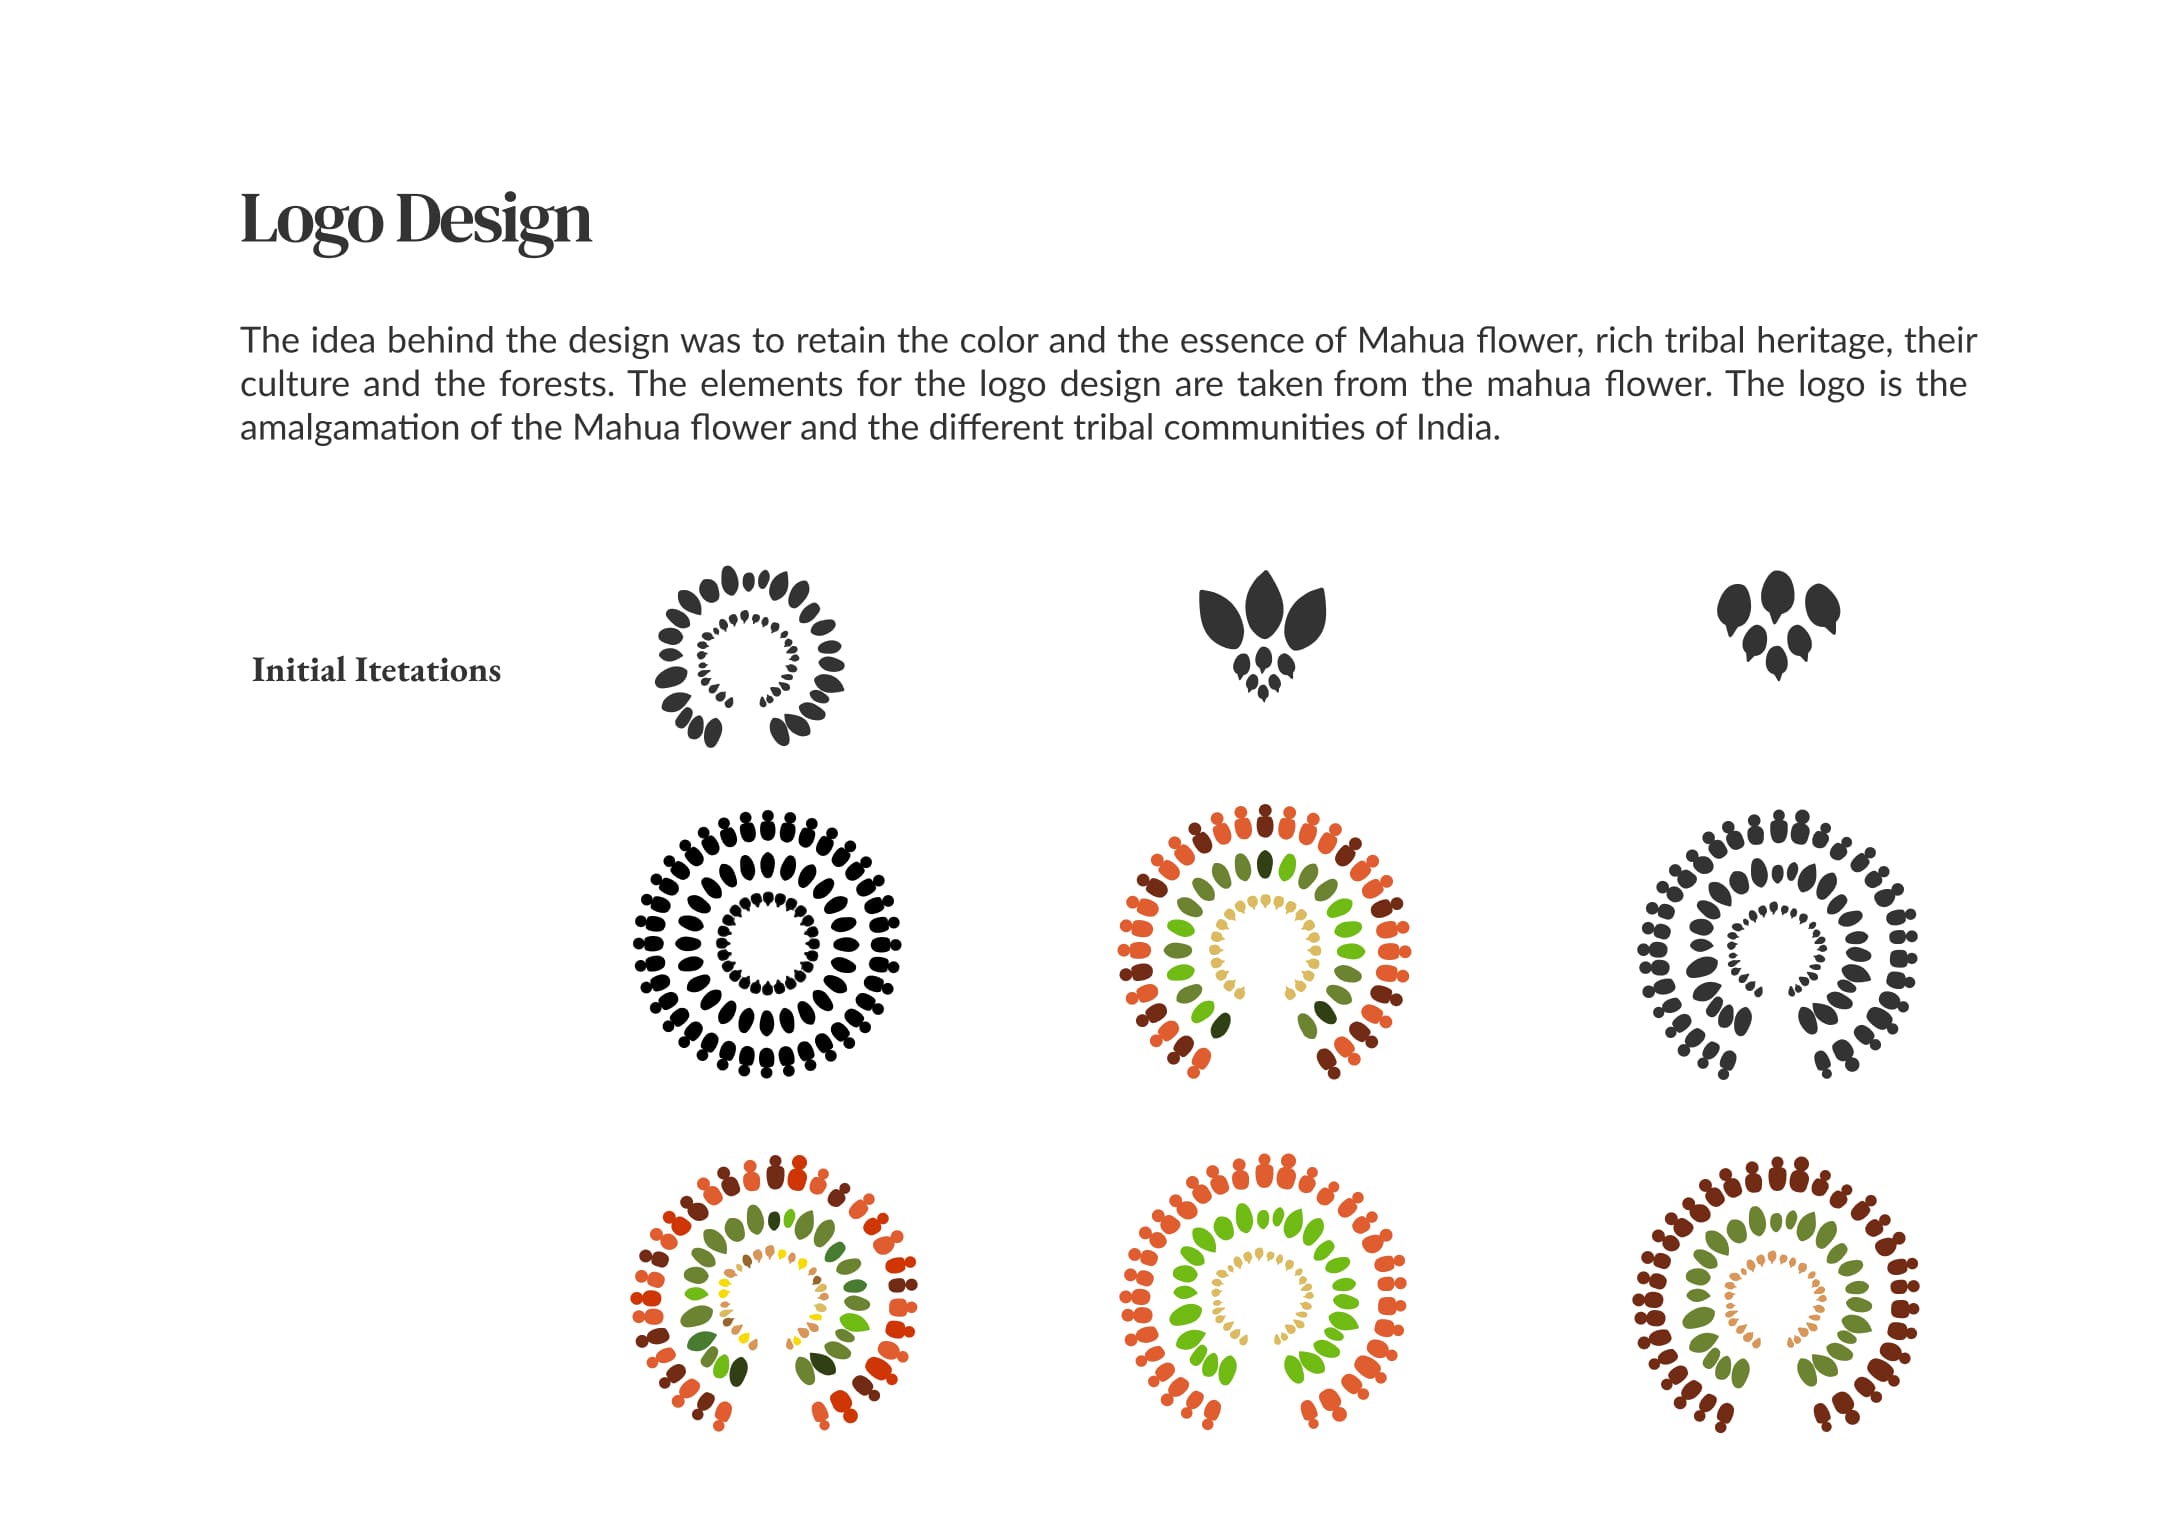 Logo Design
The idea behind the design was to retain the color and the essence of Mahua flower, rich tribal heritage, their
culture and the forests. The elements for the logo design are taken from the mahua flower. The logo is the
amalgamation of the Mahua flower and the different tribal communities of India.
Initial Itetations